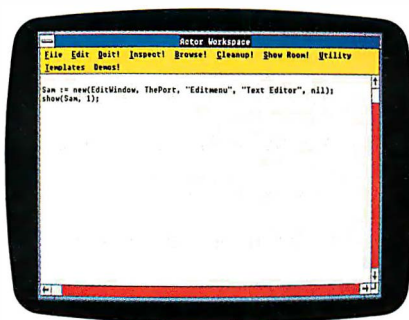 Actor Workspace
File Edit Doit! Inspect! Browse! Cleanup! Show Room! Utility
Templates Demos!
Sam := new(EditWindow, ThePort, "Editmenu", "Text Editor", nil);
show(Sam, 1);